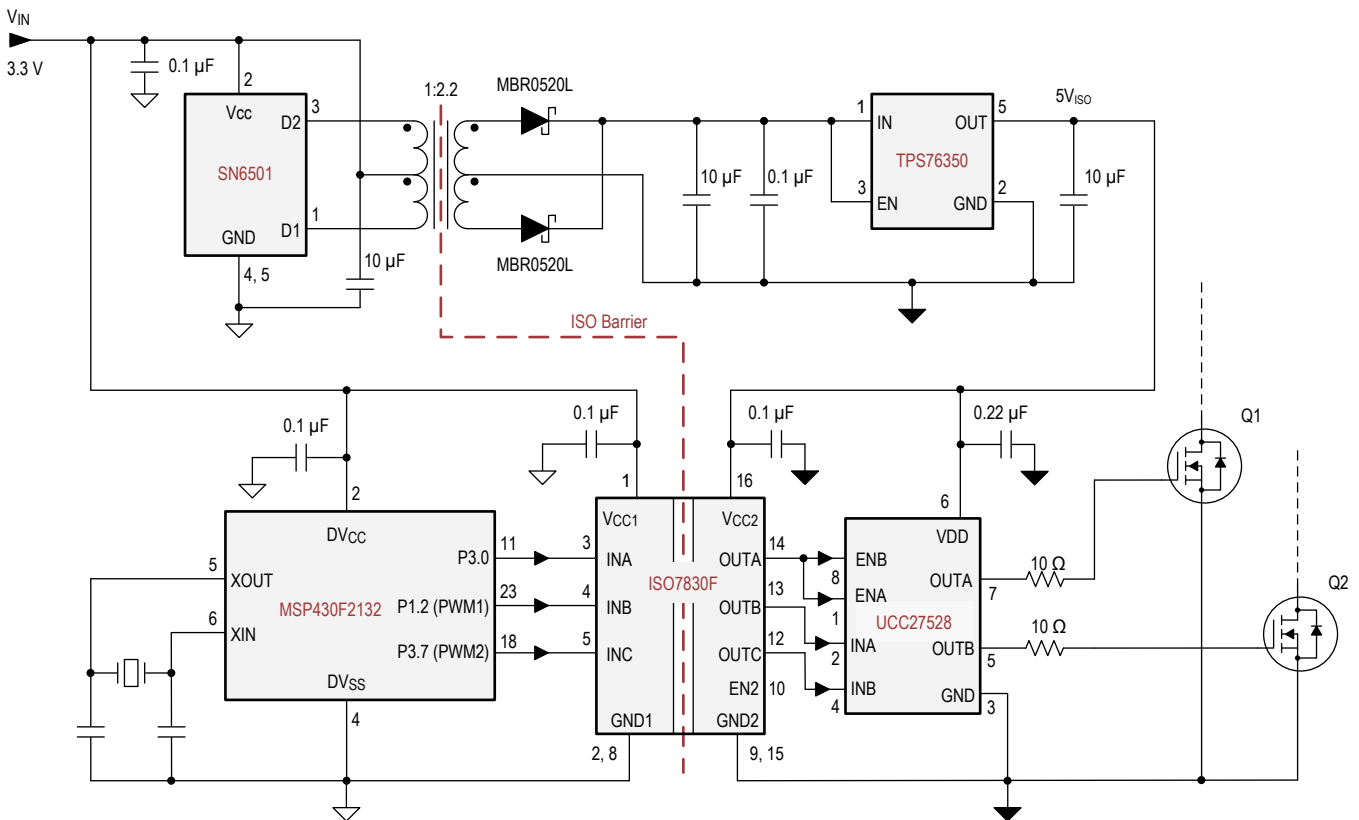 VIN
3.3 V
0.1 µF
2
Vcc
3
D2
SN6501
1
D1
GND
4, 5
10 µF
1:2.2
MBR0520L
MBR0520L
10 µF
0.1 µF
1
IN
OUT
5
TPS76350
3
EN
GND
2
5VISO
10 µF
ISO Barrier
0.1 µF
2
DVCC
5
XOUT
P3.0
11
MSP430F2132
6
XIN
P1.2 (PWM1)
23
P3.7 (PWM2)
18
DVSS
4
0.1 µF
1
VCC1
3
INA
4
INB
5
INC
GND1
2, 8
ISO7830F
0.1 µF
16
VCC2
OUTA
14
OUTB
13
OUTC
12
EN2
10
GND2
9, 15
0.22 µF
6
VDD
ENB
8
ENA
1
UCC27528
INA
2
INB
4
OUTA
7
OUTB
5
GND
3
10 Ω
10 Ω
Q1
Q2